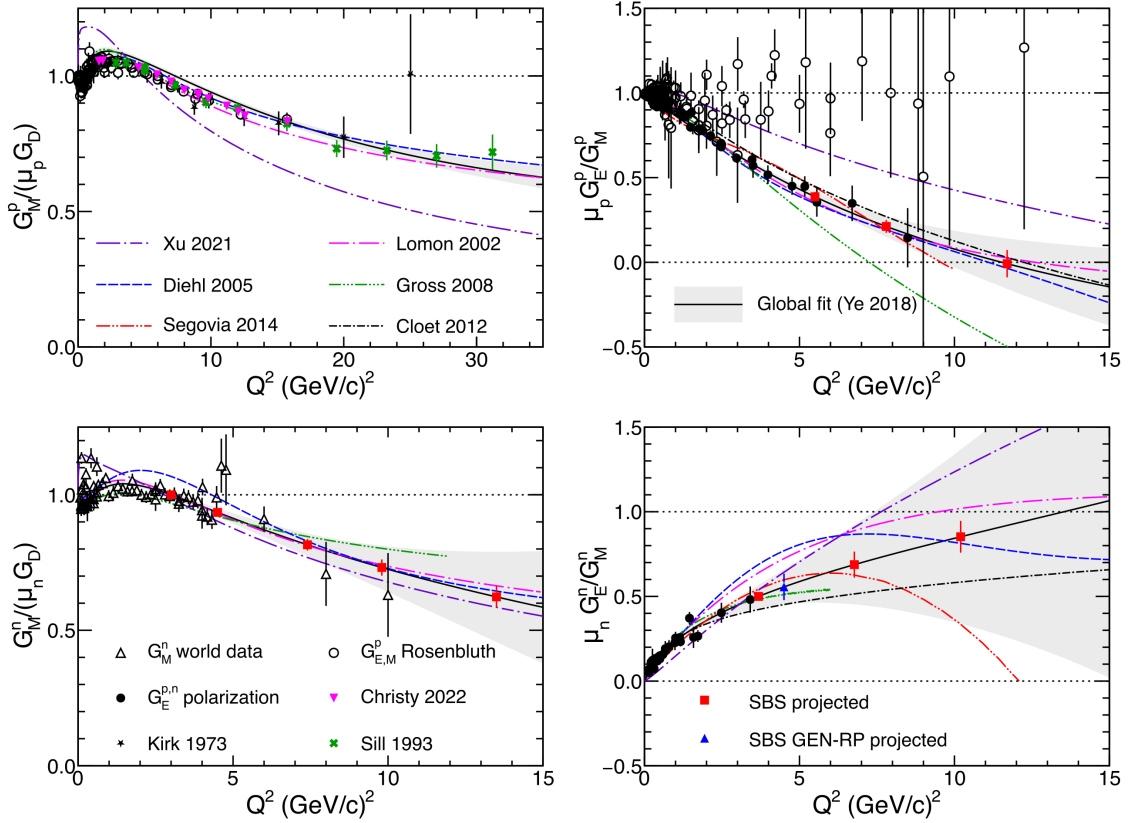 G_M^p/(μ_p G_D)
1.0
0.5
0.0
Xu 2021
Lomon 2002
Diehl 2005
Gross 2008
Segovia 2014
Cloet 2012
0 10 20 30
Q² (GeV/c)²
μ_p G_E^p/G_M^p
1.5
1.0
0.5
0.0
−0.5
Global fit (Ye 2018)
0 5 10 15
Q² (GeV/c)²
G_M^n/(μ_n G_D)
1.0
0.5
0.0
G_M^n world data
G_{E,M}^p Rosenbluth
G_E^{p,n} polarization
Christy 2022
Kirk 1973
Sill 1993
0 5 10 15
Q² (GeV/c)²
μ_n G_E^n/G_M^n
1.5
1.0
0.5
0.0
−0.5
SBS projected
SBS GEN-RP projected
0 5 10 15
Q² (GeV/c)²